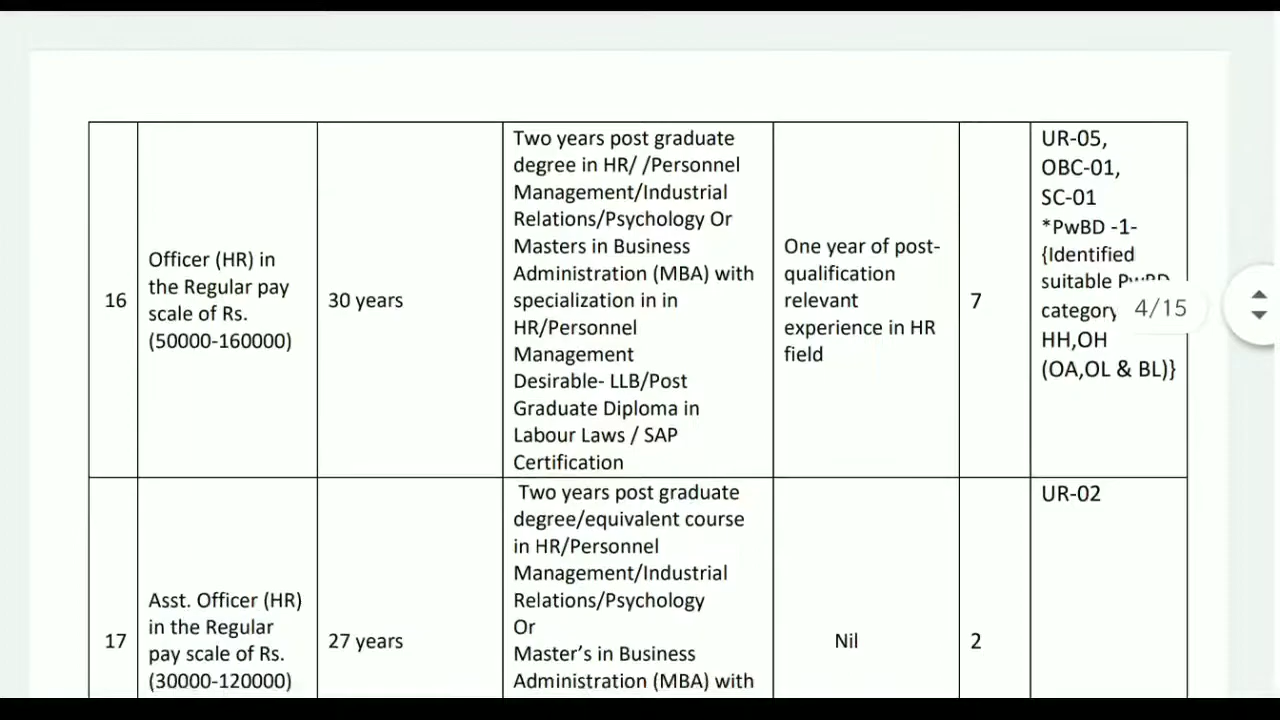 16
Officer (HR) in
the Regular pay
scale of Rs.
(50000-160000)
30 years
Two years post graduate
degree in HR/ /Personnel
Management/Industrial
Relations/Psychology Or
Masters in Business
Administration (MBA) with
specialization in in
HR/Personnel
Management
Desirable- LLB/Post
Graduate Diploma in
Labour Laws / SAP
Certification
One year of post-
qualification
relevant
experience in HR
field
7
UR-05,
OBC-01,
SC-01
*PwBD -1-
{Identified
suitable PwBD
category
HH,OH
(OA,OL & BL)}
4/15
17
Asst. Officer (HR)
in the Regular
pay scale of Rs.
(30000-120000)
27 years
Two years post graduate
degree/equivalent course
in HR/Personnel
Management/Industrial
Relations/Psychology
Or
Master's in Business
Administration (MBA) with
Nil
2
UR-02